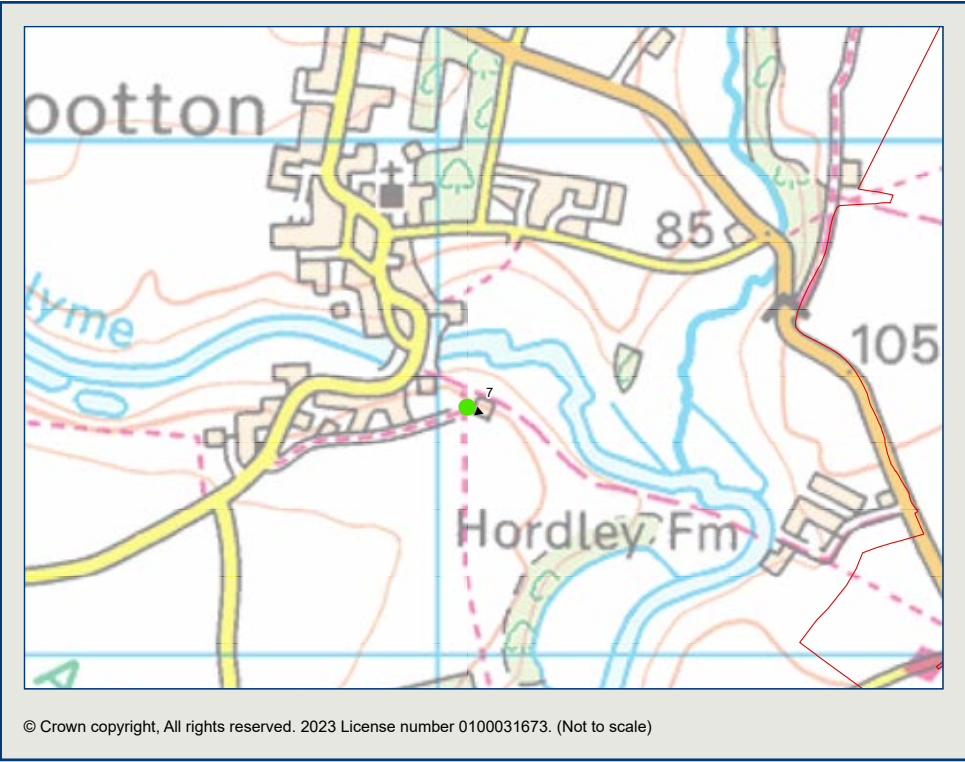 ootton
85
lyme
105
7
Hordley Fm
A
© Crown copyright, All rights reserved. 2023 License number 0100031673. (Not to scale)